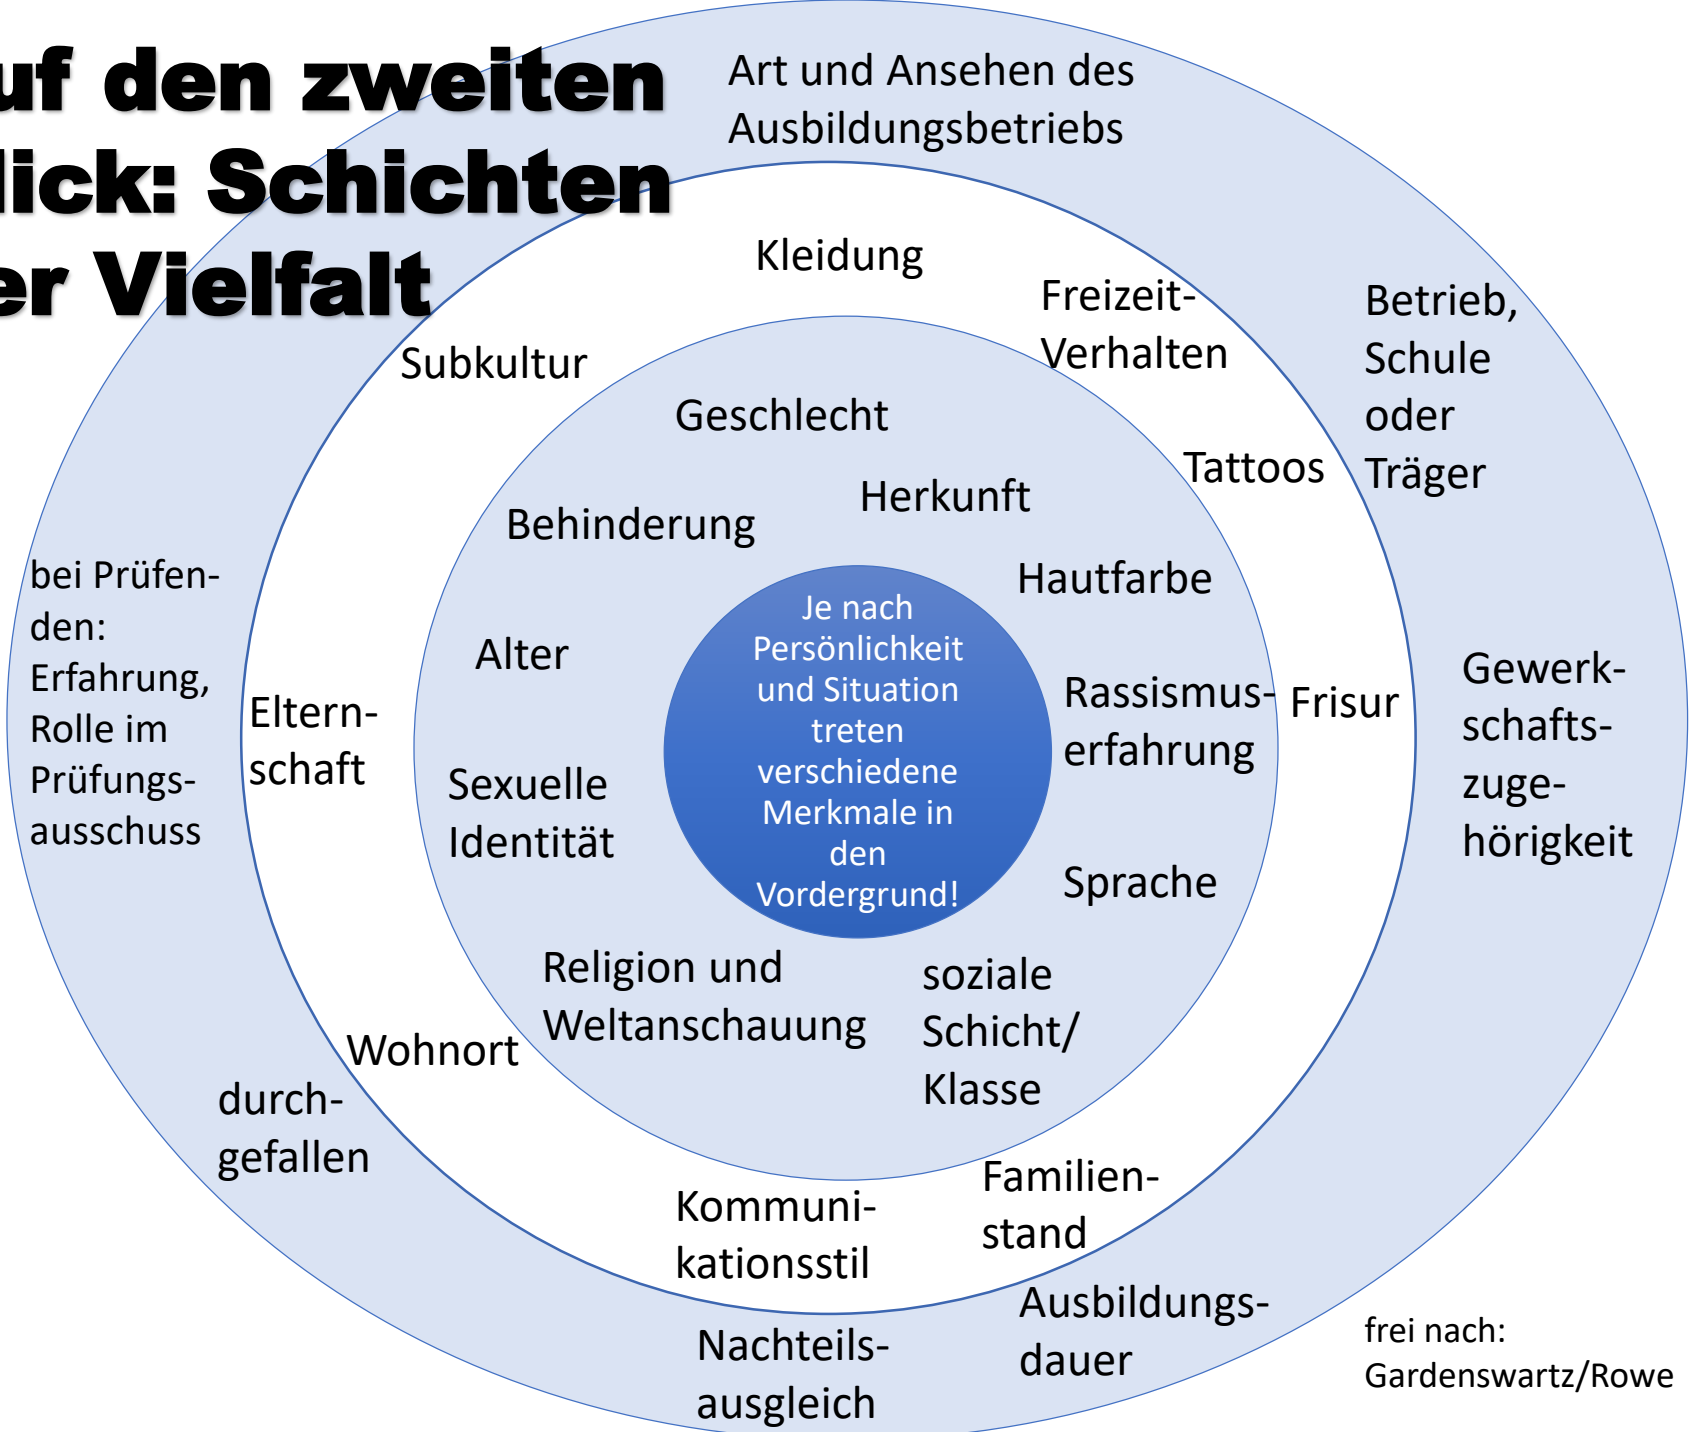 uf den zweiten
lick: Schichten
er Vielfalt
Art und Ansehen des
Ausbildungsbetriebs
Kleidung
Freizeit-
Verhalten
Betrieb,
Schule
oder
Träger
Subkultur
Geschlecht
Tattoos
Herkunft
Behinderung
Hautfarbe
bei Prüfen-
den:
Erfahrung,
Rolle im
Prüfungs-
ausschuss
Je nach
Persönlichkeit
und Situation
treten
verschiedene
Merkmale in
den
Vordergrund!
Alter
Rassismus-
erfahrung
Frisur
Gewerk-
schafts-
zuge-
hörigkeit
Eltern-
schaft
Sexuelle
Identität
Sprache
Religion und
Weltanschauung
soziale
Schicht/
Klasse
Wohnort
durch-
gefallen
Familien-
stand
Kommuni-
kationsstil
Ausbildungs-
dauer
Nachteils-
ausgleich
frei nach:
Gardenswartz/Rowe